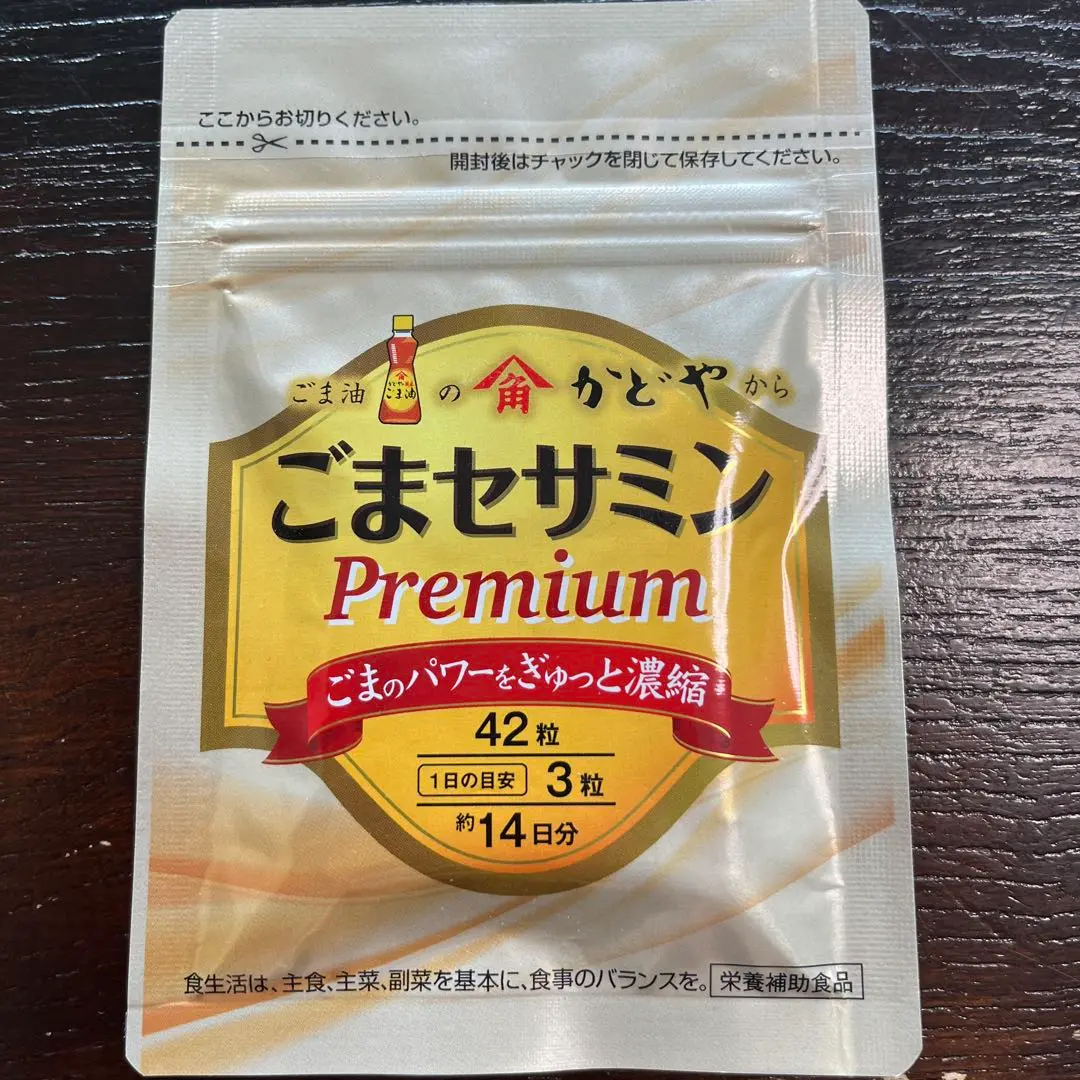 ここからお切りください。
開封後はチャックを閉じて保存してください。
ごま油の角かどやから
ごまセサミン
Premium
ごまのパワーをぎゅっと濃縮
42粒
1日の目安 3粒
約14日分
食生活は、主食、主菜、副菜を基本に、食事のバランスを。 栄養補助食品